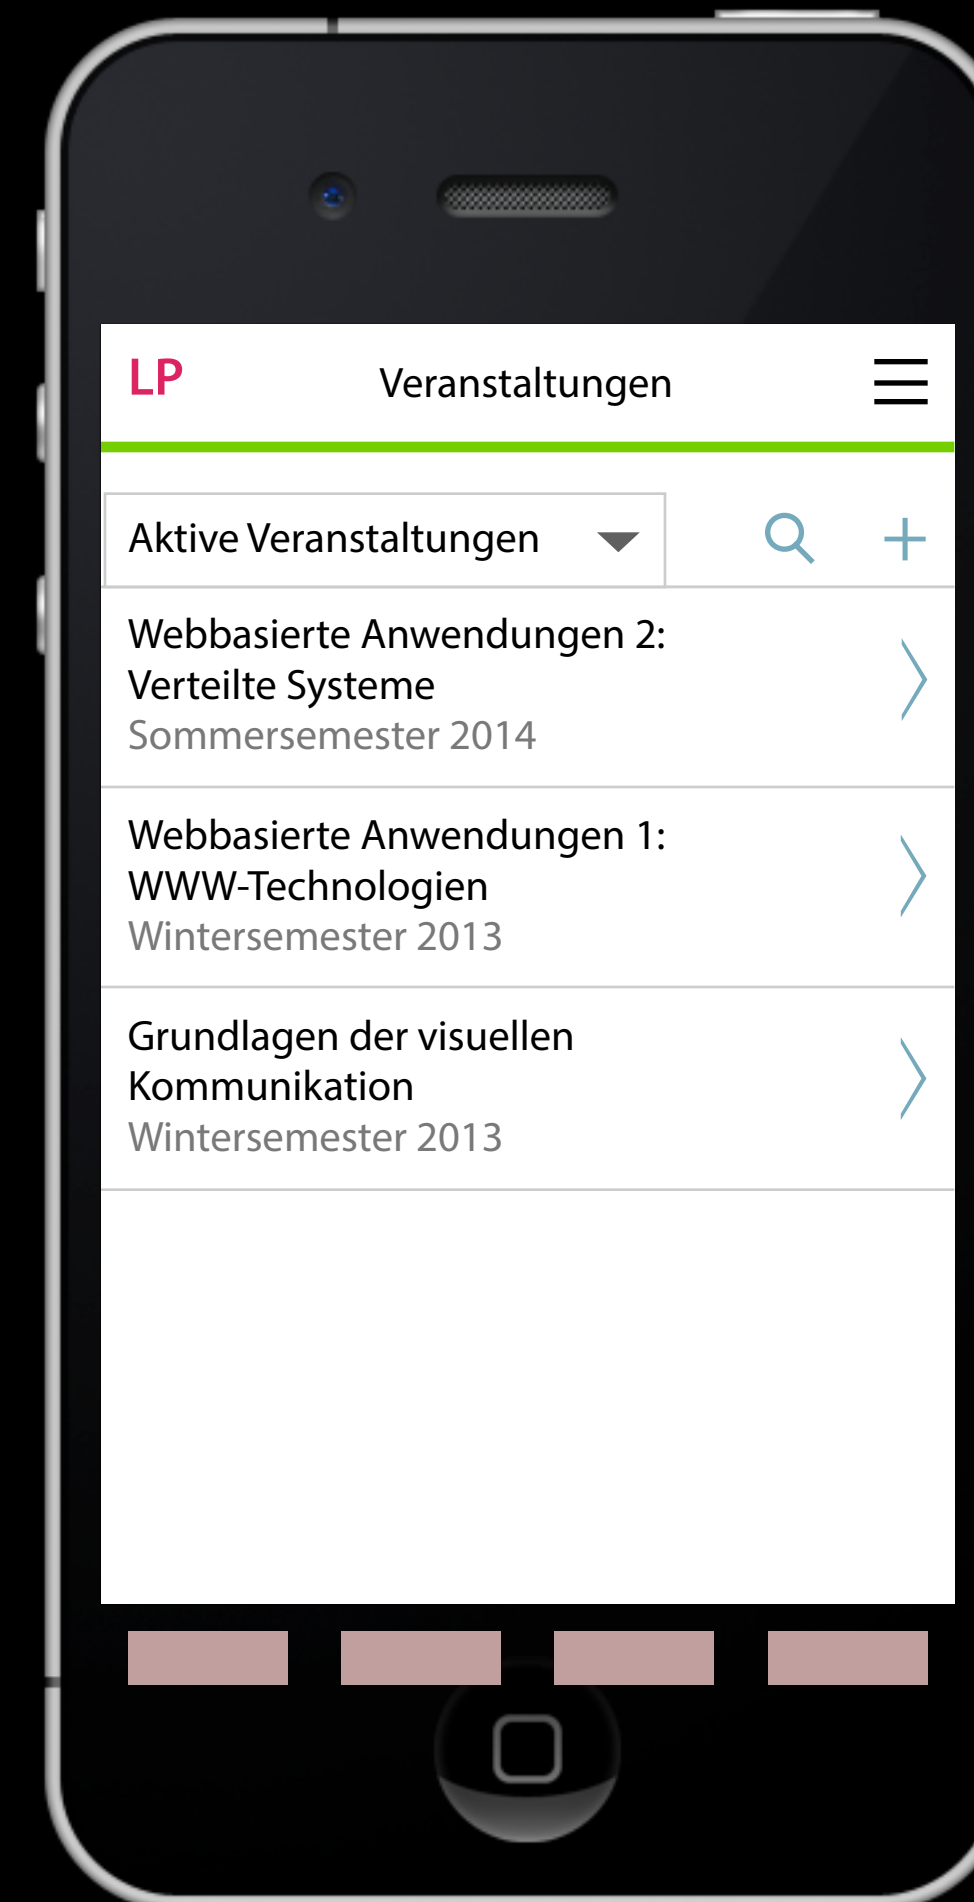 LP
Veranstaltungen
Aktive Veranstaltungen
Webbasierte Anwendungen 2:
Verteilte Systeme
Sommersemester 2014
Webbasierte Anwendungen 1:
WWW-Technologien
Wintersemester 2013
Grundlagen der visuellen
Kommunikation
Wintersemester 2013